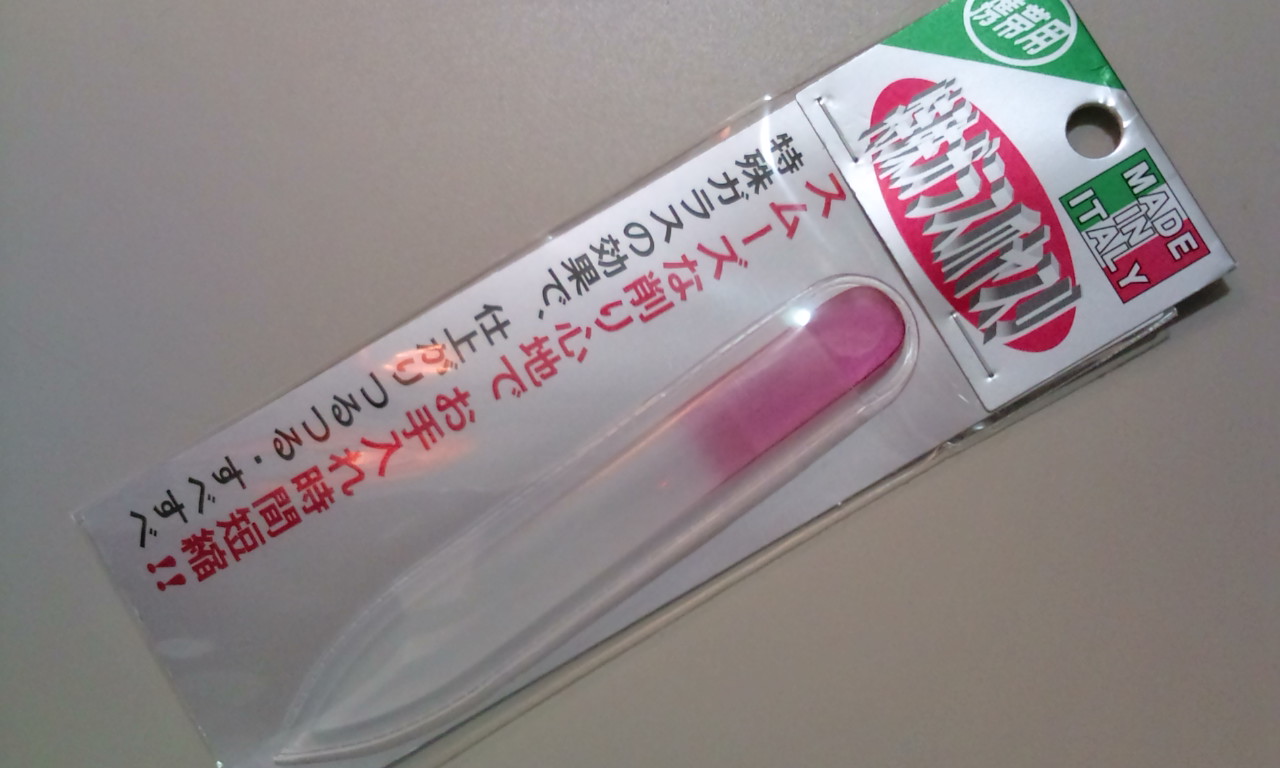 携帯用
MADE
IN
ITALY
スムーズな削り心地で お手入れ時間短縮!!
特殊ガラスの効果で、仕上がりつるつる・すべすべ